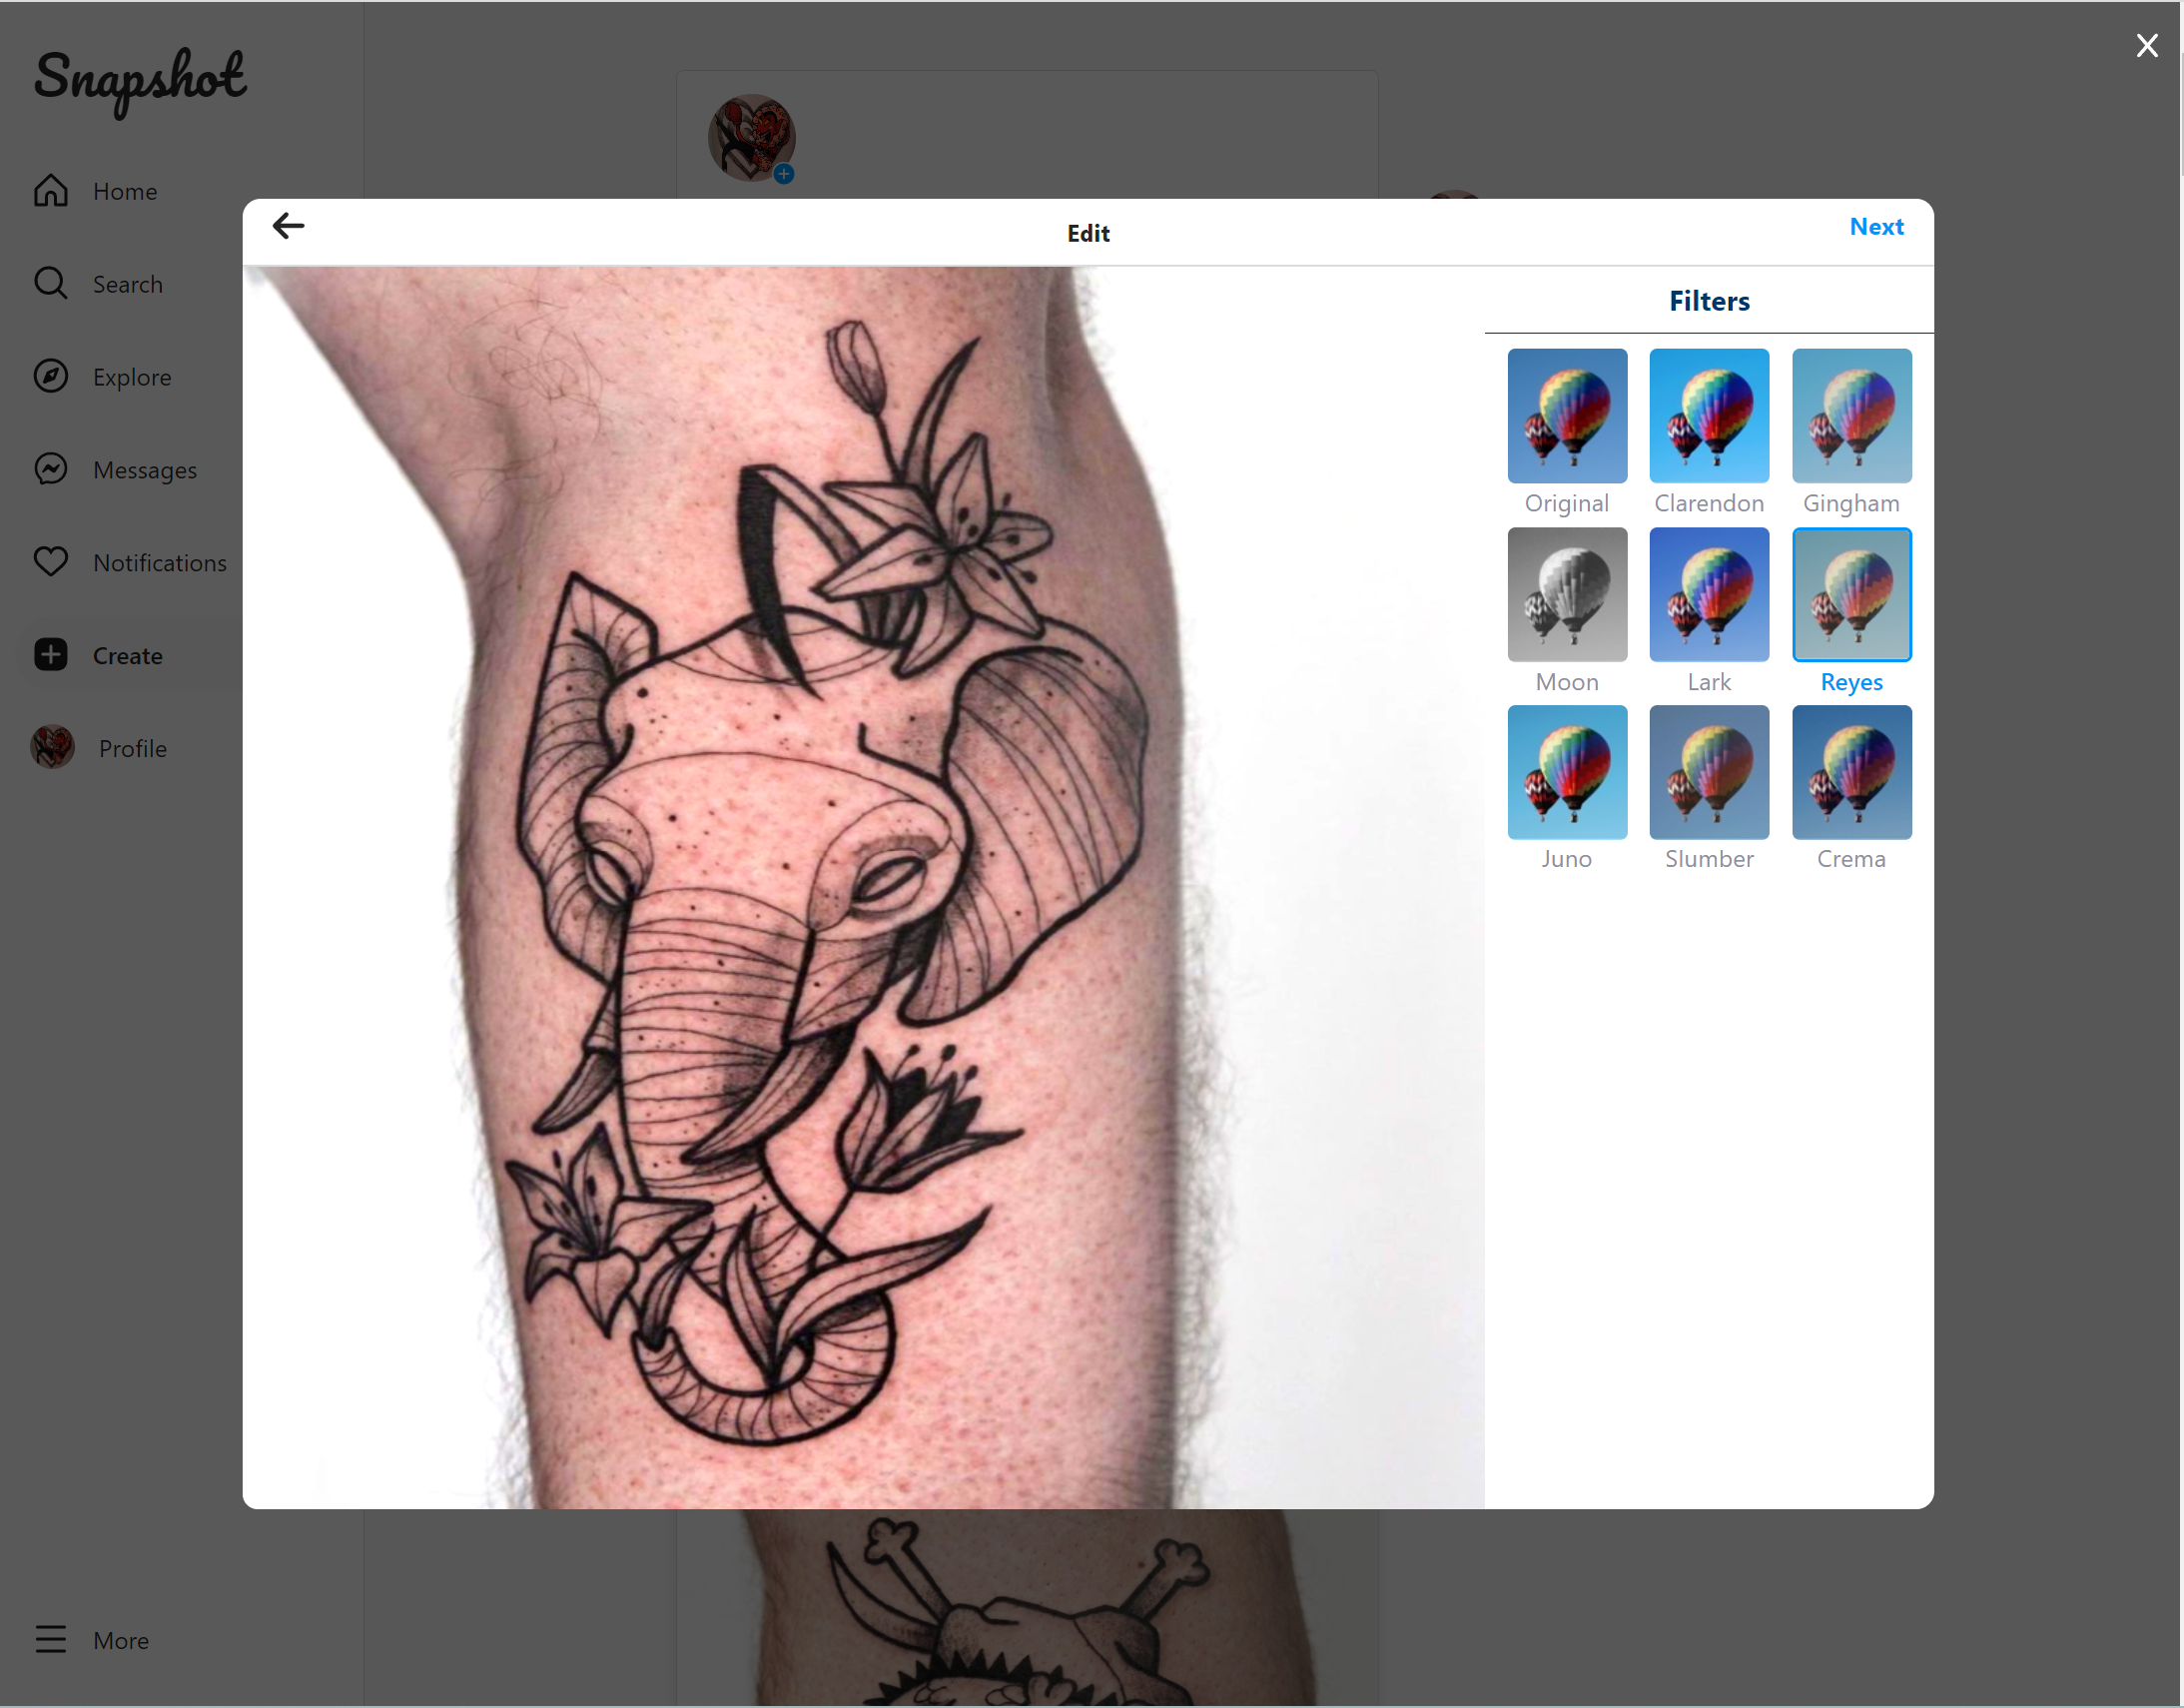 Snapshot
Home
Search
Explore
Messages
Notifications
Create
Profile
More
Edit
Next
Filters
Original
Clarendon
Gingham
Moon
Lark
Reyes
Juno
Slumber
Crema